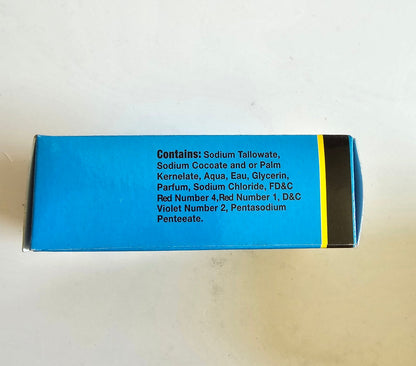 Contains: Sodium Tallowate,
Sodium Cocoate and or Palm
Kernelate, Aqua, Eau, Glycerin,
Parfum, Sodium Chloride, FD&C
Red Number 4,Red Number 1, D&C
Violet Number 2, Pentasodium
Penteeate.